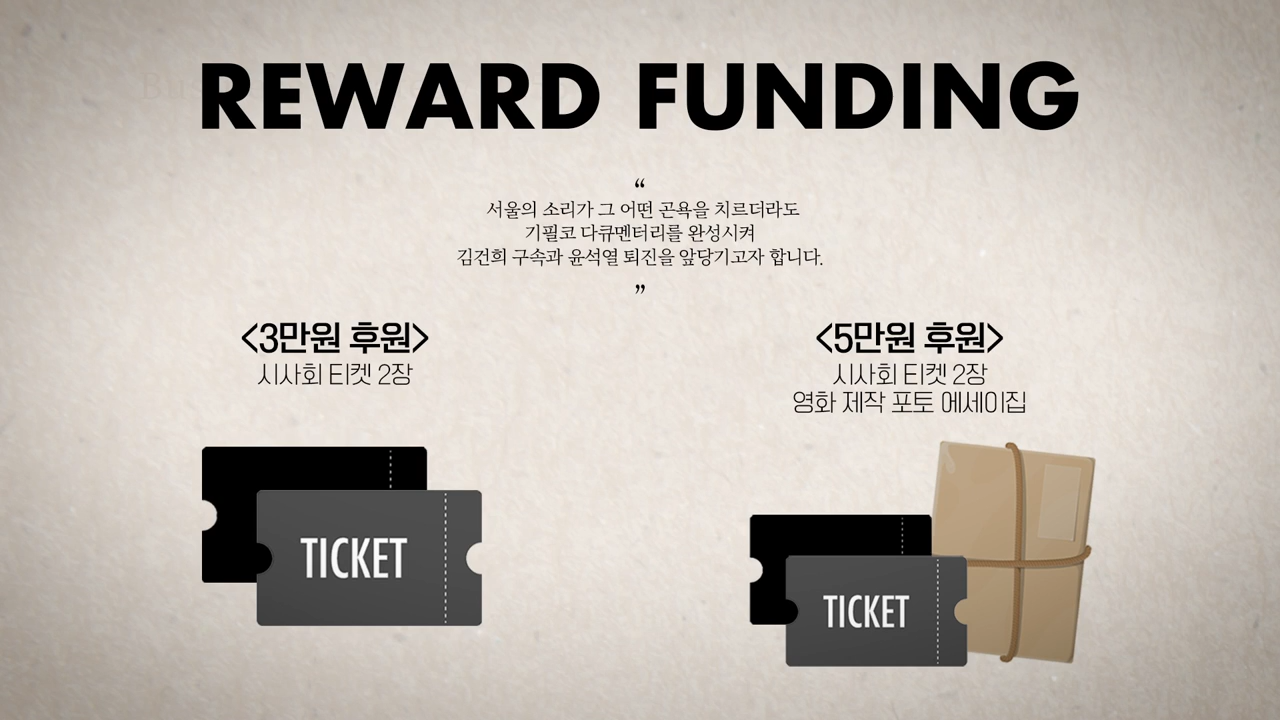 REWARD FUNDING
“
서울의 소리가 그 어떤 곤욕을 치르더라도
기필코 다큐멘터리를 완성시켜
김건희 구속과 윤석열 퇴진을 앞당기고자 합니다.
”
<3만원 후원>
시사회 티켓 2장
<5만원 후원>
시사회 티켓 2장
영화 제작 포토 에세이집
TICKET
TICKET